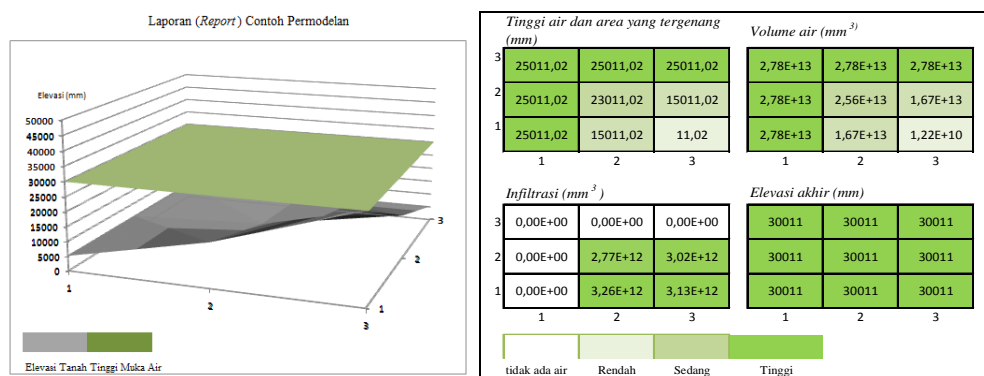 Laporan (Report) Contoh Permodelan
Elevasi (mm)
50000
45000
40000
35000
30000
25000
20000
15000
10000
5000
0
1
2
3
1
2
3
Elevasi Tanah Tinggi Muka Air
Tinggi air dan area yang tergenang
(mm)
3 25011,02 25011,02 25011,02
2 25011,02 23011,02 15011,02
1 25011,02 15011,02 11,02
1 2 3
Volume air (mm3)
2,78E+13 2,78E+13 2,78E+13
2,78E+13 2,56E+13 1,67E+13
2,78E+13 1,67E+13 1,22E+10
1 2 3
Infiltrasi (mm3)
3 0,00E+00 0,00E+00 0,00E+00
2 0,00E+00 2,77E+12 3,02E+12
1 0,00E+00 3,26E+12 3,13E+12
1 2 3
Elevasi akhir (mm)
30011 30011 30011
30011 30011 30011
30011 30011 30011
1 2 3
tidak ada air Rendah Sedang Tinggi